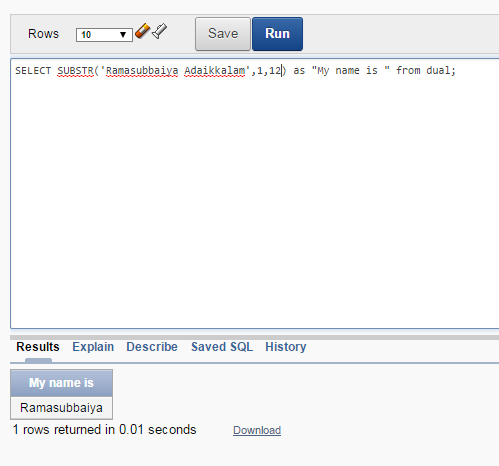 Rows 10 Save Run
SELECT SUBSTR('Ramasubbaiya Adaikkalam',1,12) as "My name is " from dual;
Results Explain Describe Saved SQL History
My name is
Ramasubbaiya
1 rows returned in 0.01 seconds Download